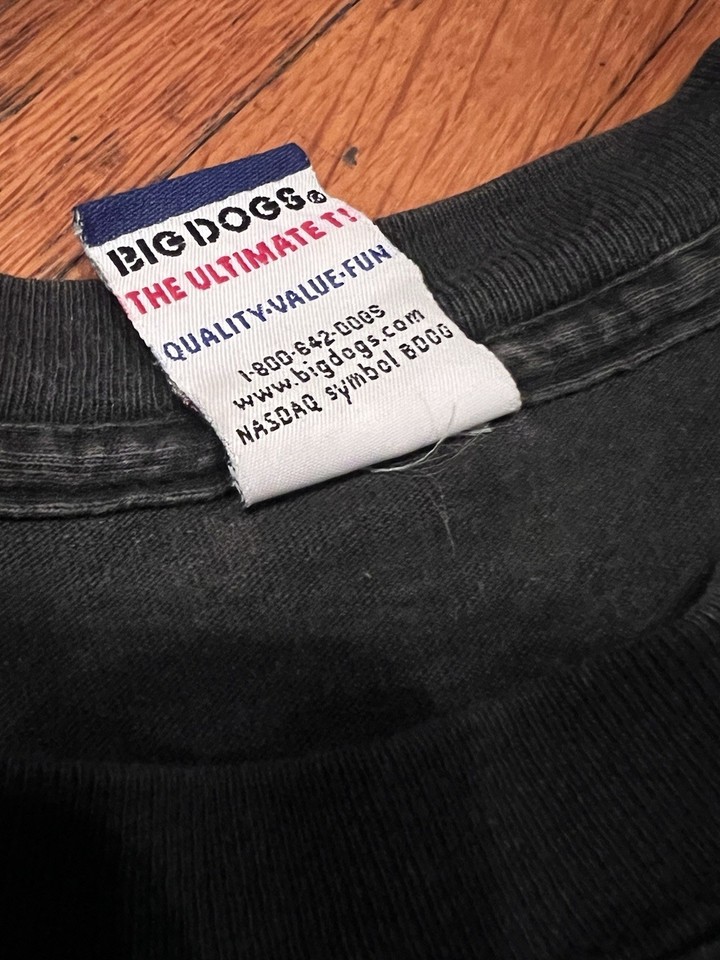 BIG DOGS®
THE ULTIMATE T!
QUALITY·VALUE·FUN
1-800-642-DOGS
www.bigdogs.com
NASDAQ symbol BDOG